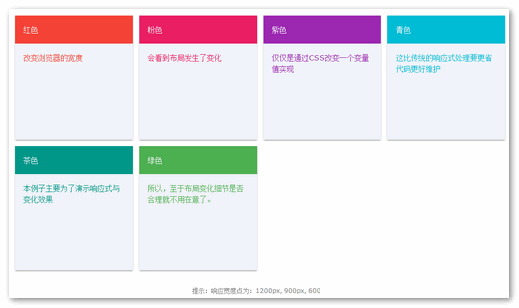 红色
改变浏览器的宽度
粉色
会看到布局发生了变化
紫色
仅仅是通过CSS改变一个变量
值实现
青色
这比传统的响应式处理要更省
代码更好维护
茶色
本例子主要为了演示响应式与
变化效果
绿色
所以，至于布局变化细节是否
合理就不用在意了。
提示：响应宽度点为：1200px, 900px, 600